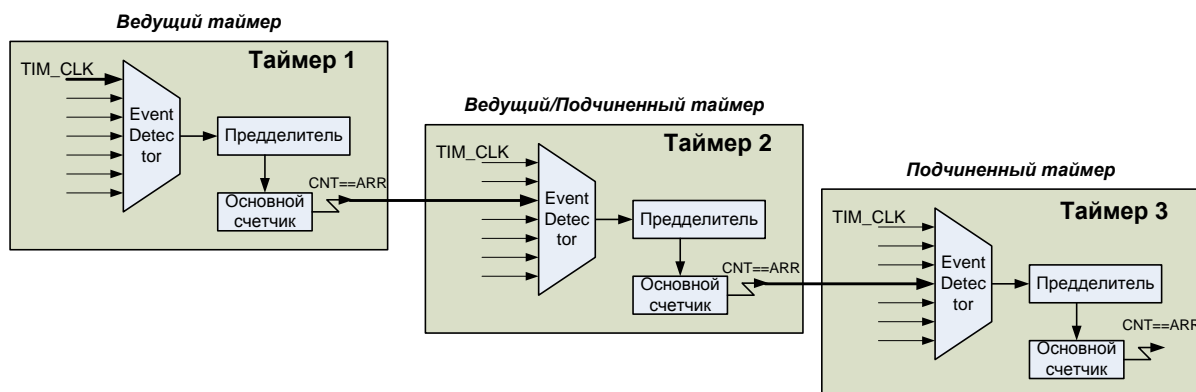 Ведущий таймер
Таймер 1
TIM_CLK
Event
Detec
tor
Предделитель
Основной
счетчик
CNT==ARR
Ведущий/Подчиненный таймер
Таймер 2
TIM_CLK
Event
Detec
tor
Предделитель
Основной
счетчик
CNT==ARR
Подчиненный таймер
Таймер 3
TIM_CLK
Event
Detec
tor
Предделитель
Основной
счетчик
CNT==ARR